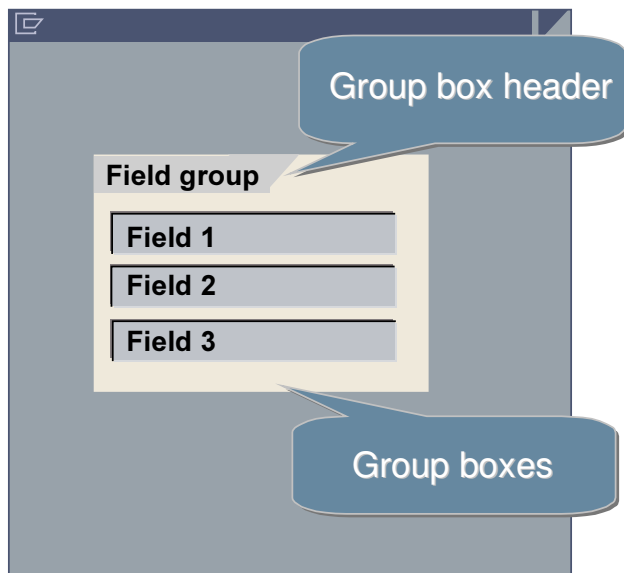 Group box header
Field group
Field 1
Field 2
Field 3
Group boxes